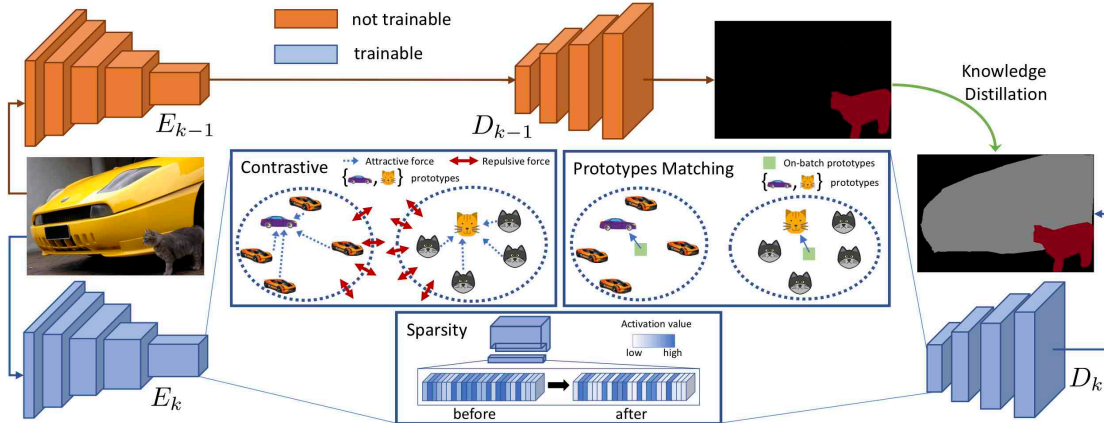 not trainable
trainable
E_{k-1}
D_{k-1}
Knowledge
Distillation
Contrastive
Attractive force
Repulsive force
{ , } prototypes
Prototypes Matching
On-batch prototypes
{ , } prototypes
Sparsity
Activation value
low high
before after
E_k
D_k